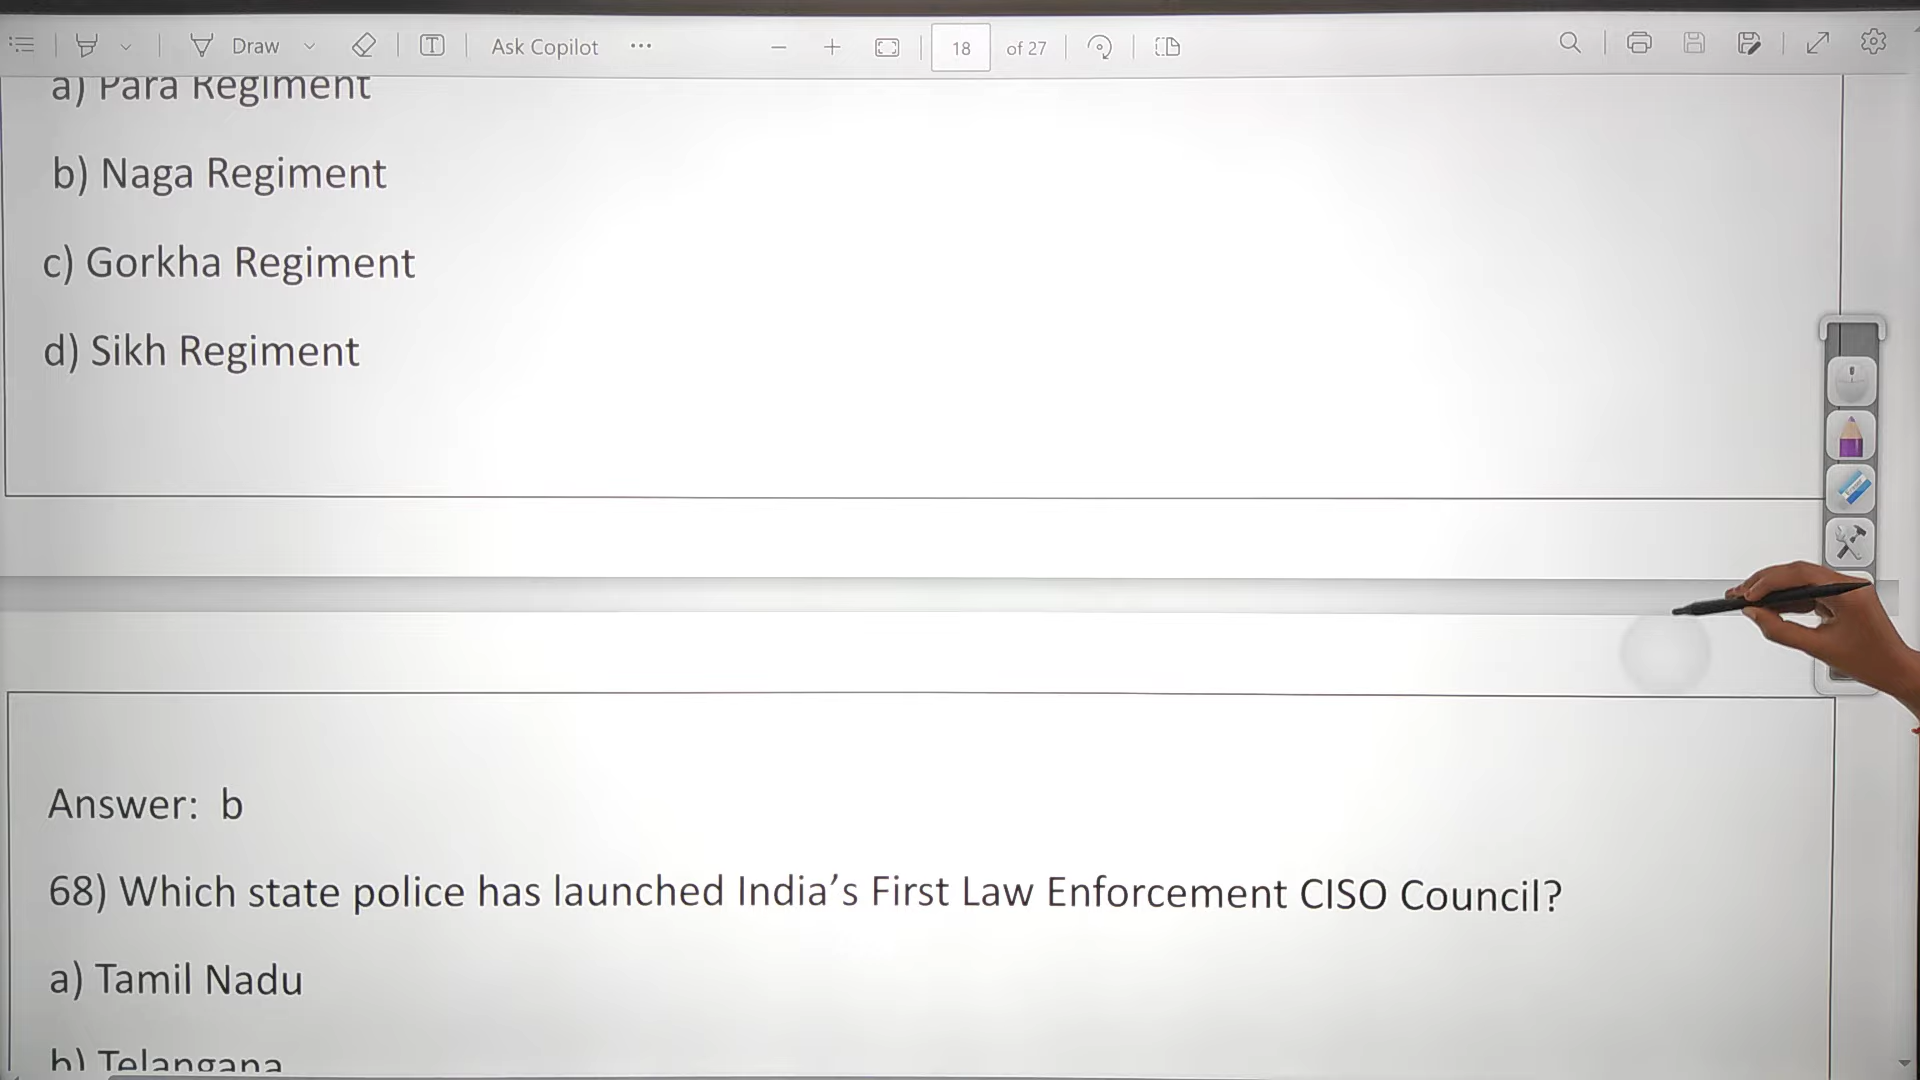 Draw
Ask Copilot
18 of 27
a) Para Regiment
b) Naga Regiment
c) Gorkha Regiment
d) Sikh Regiment
Answer: b
68) Which state police has launched India’s First Law Enforcement CISO Council?
a) Tamil Nadu
b) Telangana